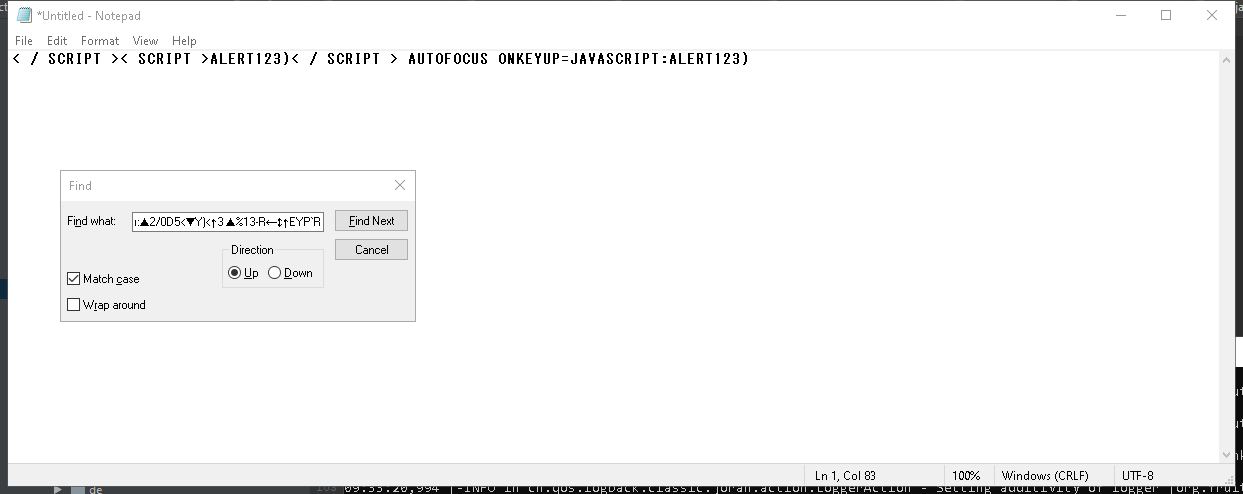 *Untitled - Notepad
File Edit Format View Help
< / SCRIPT >< SCRIPT >ALERT123)< / SCRIPT > AUTOFOCUS ONKEYUP=JAVASCRIPT:ALERT123)
Find
Find what: :▲2/0D5<▼Y}<↑3▲%13-R←↕↑EYP`R Find Next
Direction Cancel
Up Down
Match case
Wrap around
Ln 1, Col 83 100% Windows (CRLF) UTF-8
de 09:55:20,994 |-INFO in ch.qos.logback.classic.joran.action.LoggerAction - Setting additivity of logger